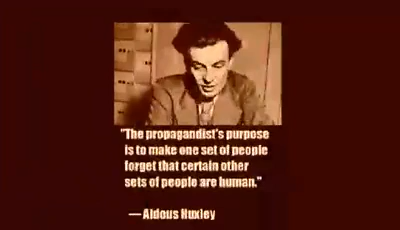 "The propagandist's purpose
is to make one set of people
forget that certain other
sets of people are human."
— Aldous Huxley